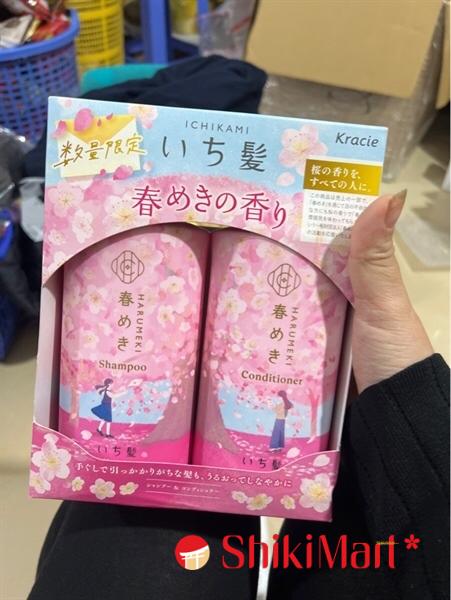 ICHIKAMI
Kracie
数量限定
いち髪
春めきの香り
桜の香りを、
すべての人に。
HARUMEKI
春めき
Shampoo
いち髪
HARUMEKI
春めき
Conditioner
いち髪
手ぐしで引っかかりがちな髪も、うるおってしなやかに
シャンプー & コンディショナー
ShikiMart*